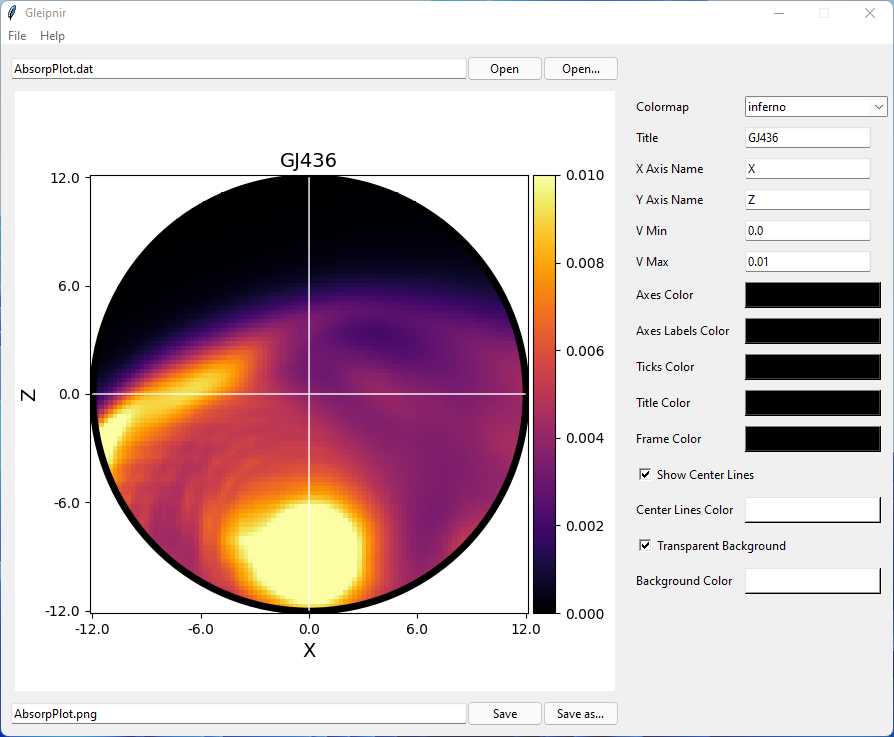 Gleipnir
File Help
AbsorpPlot.dat Open Open...
Colormap inferno
Title GJ436
X Axis Name X
Y Axis Name Z
V Min 0.0
V Max 0.01
Axes Color
Axes Labels Color
Ticks Color
Title Color
Frame Color
Show Center Lines
Center Lines Color
Transparent Background
Background Color
GJ436
12.0
6.0
0.0
-6.0
-12.0
Z
-12.0 -6.0 0.0 6.0 12.0
X
0.010
0.008
0.006
0.004
0.002
0.000
AbsorpPlot.png Save Save as...